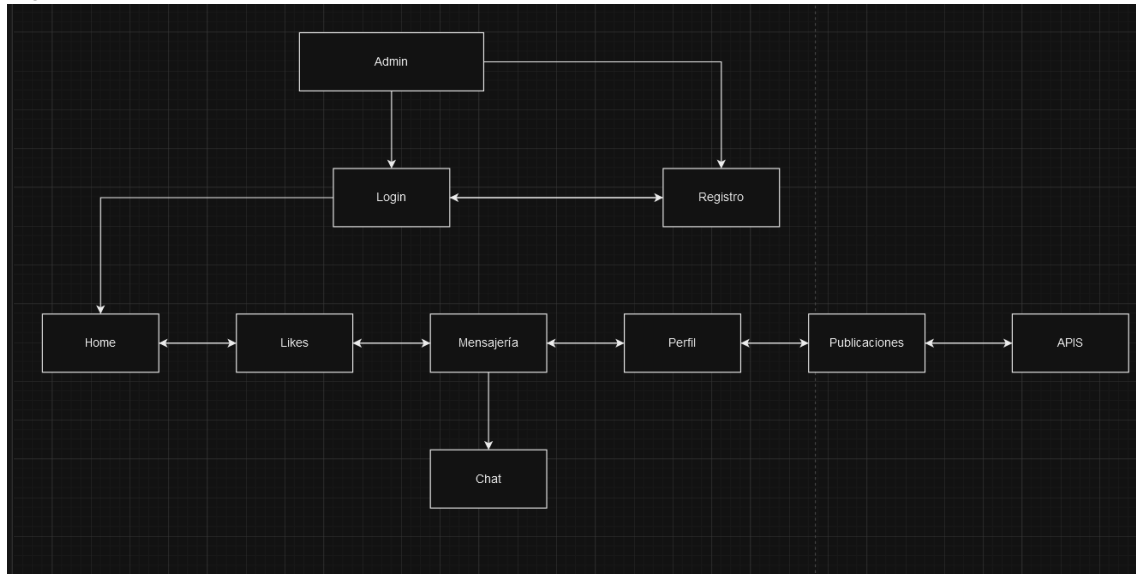 Admin
Login
Registro
Home
Likes
Mensajería
Perfil
Publicaciones
APIS
Chat